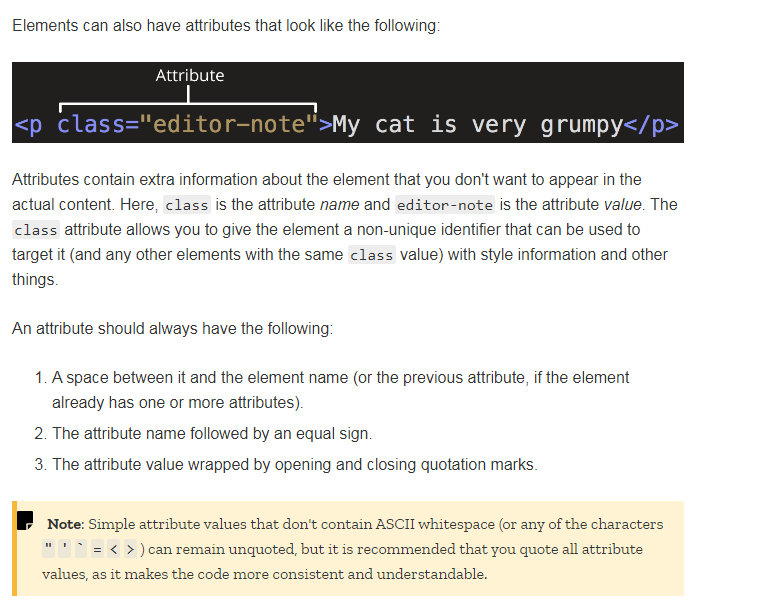 Elements can also have attributes that look like the following:
Attribute
<p class="editor-note">My cat is very grumpy</p>
Attributes contain extra information about the element that you don't want to appear in the
actual content. Here, class is the attribute name and editor-note is the attribute value. The
class attribute allows you to give the element a non-unique identifier that can be used to
target it (and any other elements with the same class value) with style information and other
things.
An attribute should always have the following:
1. A space between it and the element name (or the previous attribute, if the element
already has one or more attributes).
2. The attribute name followed by an equal sign.
3. The attribute value wrapped by opening and closing quotation marks.
Note: Simple attribute values that don't contain ASCII whitespace (or any of the characters
" ' ` = < > ) can remain unquoted, but it is recommended that you quote all attribute
values, as it makes the code more consistent and understandable.